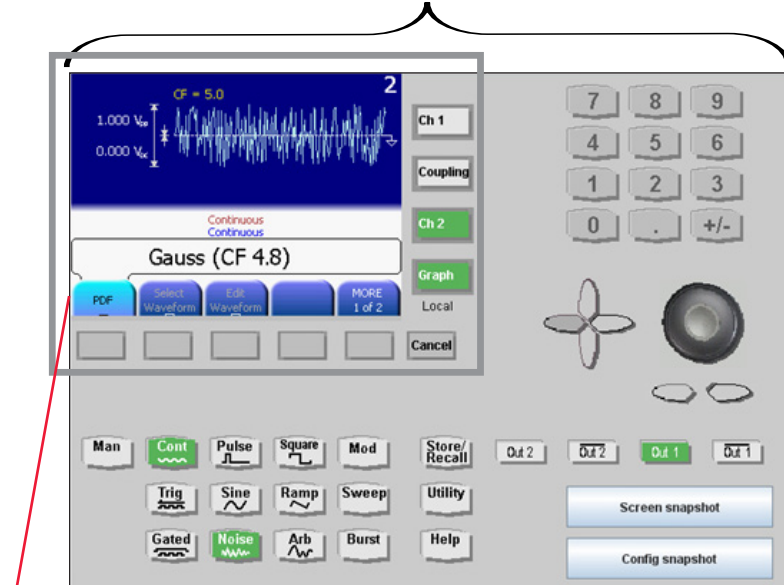 2
CF = 5.0
1.000 Vpp
0.000 VDC
Continuous
Continuous
Gauss (CF 4.8)
PDF
Select
Waveform
Edit
Waveform
MORE
1 of 2
Ch 1
Coupling
Ch 2
Graph
Local
Cancel
7 8 9
4 5 6
1 2 3
0 . +/-
Man
Cont
Pulse
Square
Mod
Store/
Recall
Out 2
Out 2
Out 1
Out 1
Trig
Sine
Ramp
Sweep
Utility
Screen snapshot
Gated
Noise
Arb
Burst
Help
Config snapshot